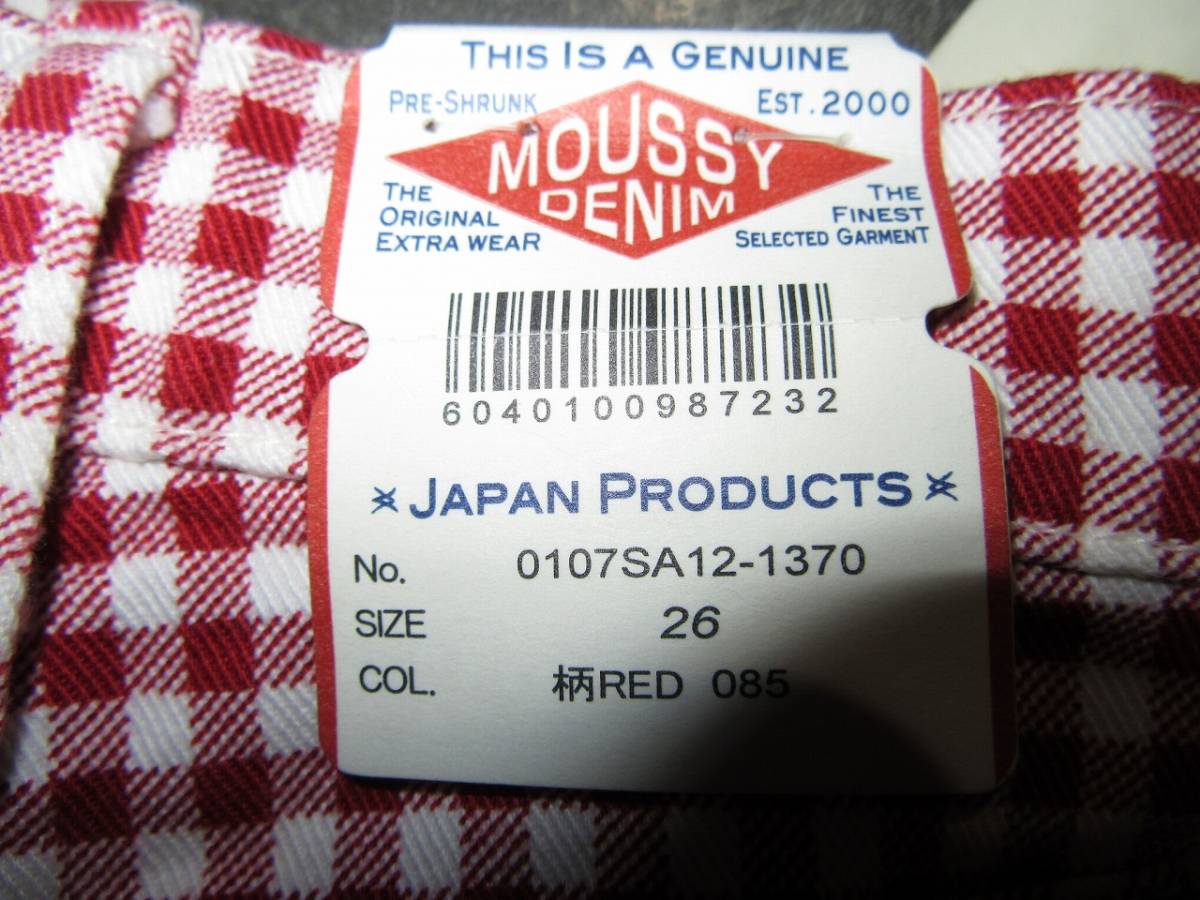 THIS IS A GENUINE
PRE-SHRUNK EST. 2000
MOUSSY
DENIM
THE
ORIGINAL
EXTRA WEAR
THE
FINEST
SELECTED GARMENT
6040100987232
JAPAN PRODUCTS
No. 0107SA12-1370
SIZE 26
COL. 柄RED 085